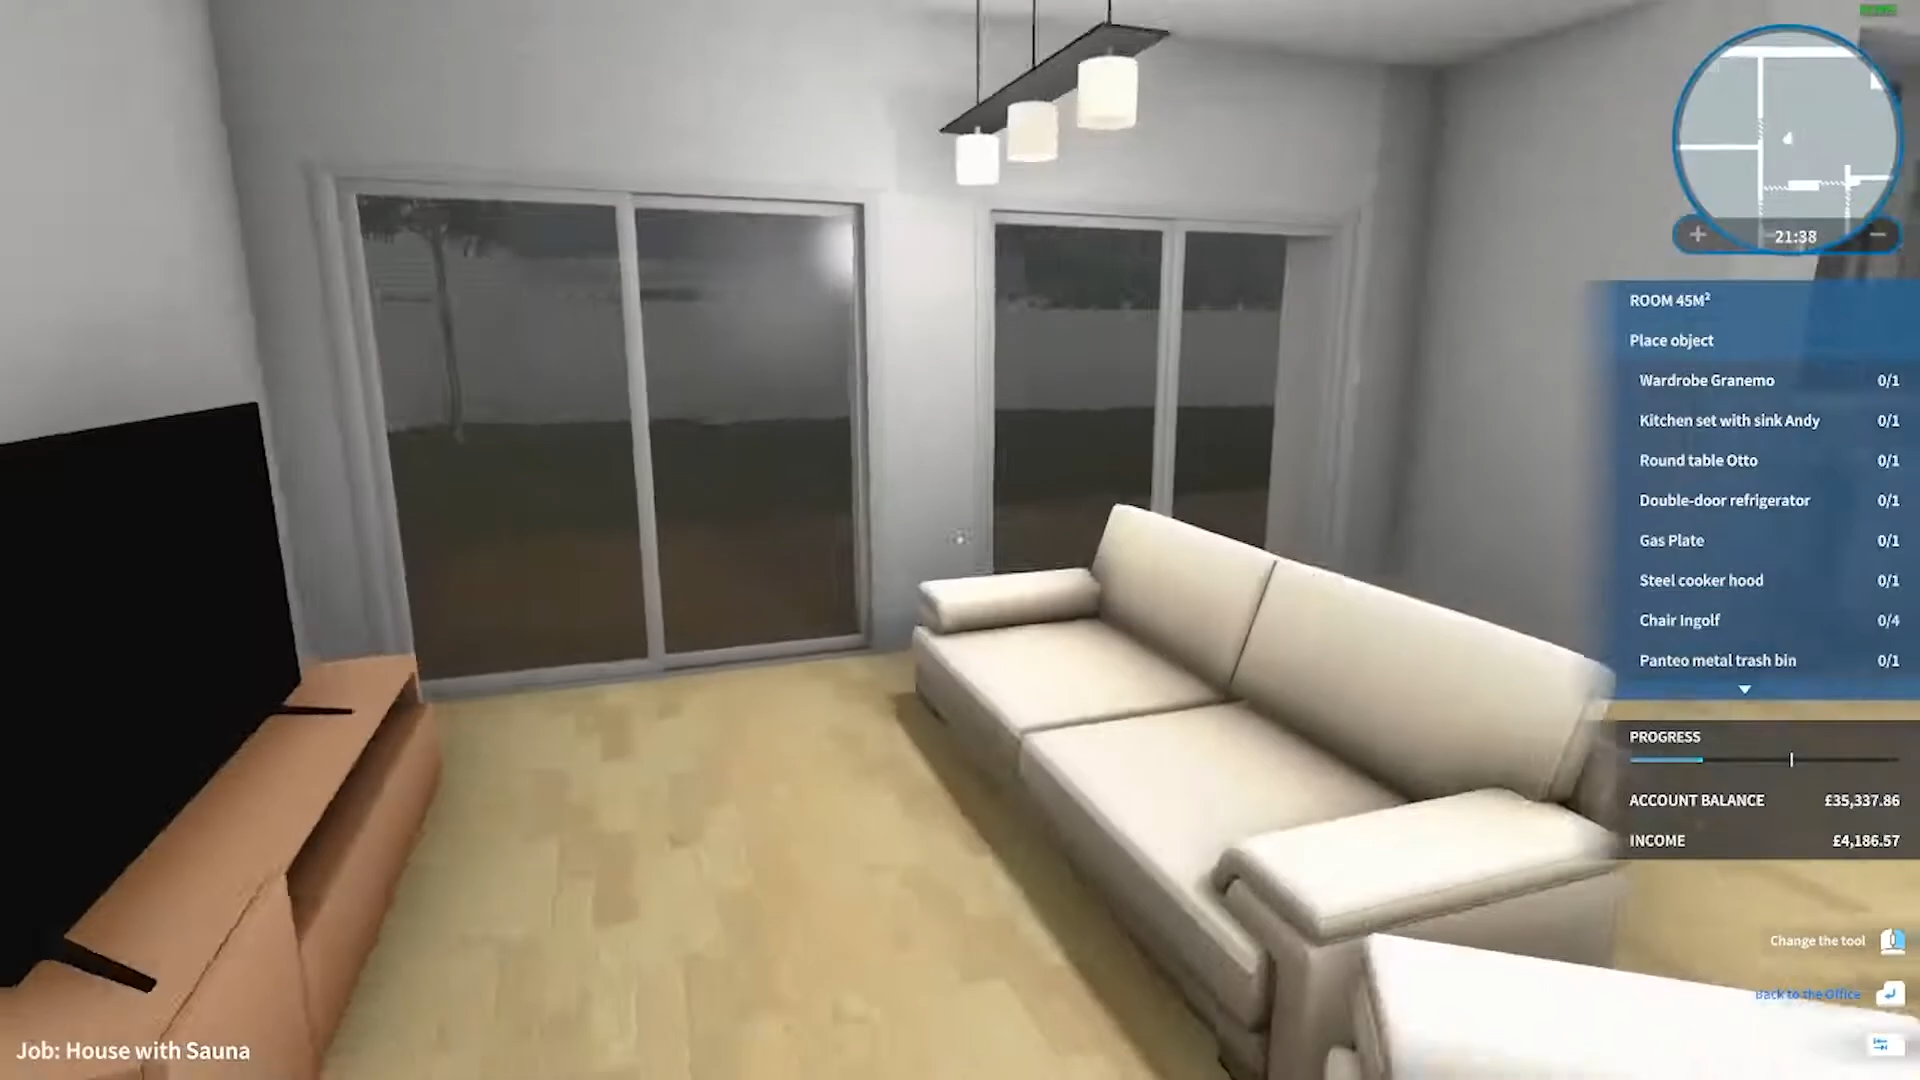 21:38
ROOM 45M²
Place object
Wardrobe Granemo 0/1
Kitchen set with sink Andy 0/1
Round table Otto 0/1
Double-door refrigerator 0/1
Gas Plate 0/1
Steel cooker hood 0/1
Chair Ingolf 0/4
Panteo metal trash bin 0/1
PROGRESS
ACCOUNT BALANCE £35,337.86
INCOME £4,186.57
Change the tool
Back to the Office
Job: House with Sauna